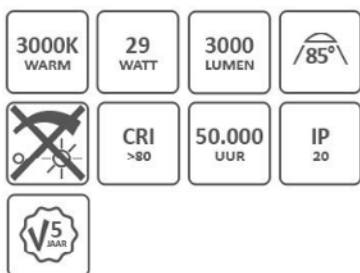 3000K
WARM
29
WATT
3000
LUMEN
85°
CRI
>80
50.000
UUR
IP
20
5
JAAR